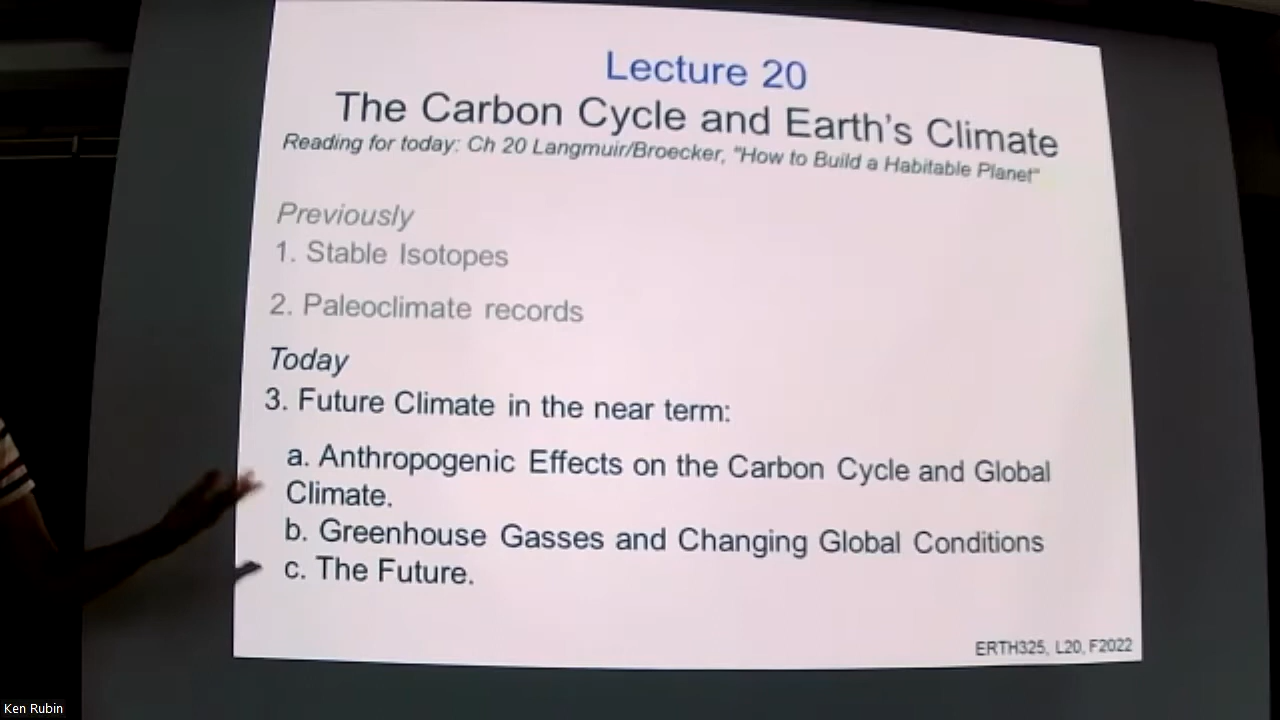 Lecture 20
The Carbon Cycle and Earth's Climate
Reading for today: Ch 20 Langmuir/Broecker, "How to Build a Habitable Planet"
Previously
1. Stable Isotopes
2. Paleoclimate records
Today
3. Future Climate in the near term:
a. Anthropogenic Effects on the Carbon Cycle and Global
Climate.
b. Greenhouse Gasses and Changing Global Conditions
c. The Future.
ERTH325, L20, F2022
Ken Rubin